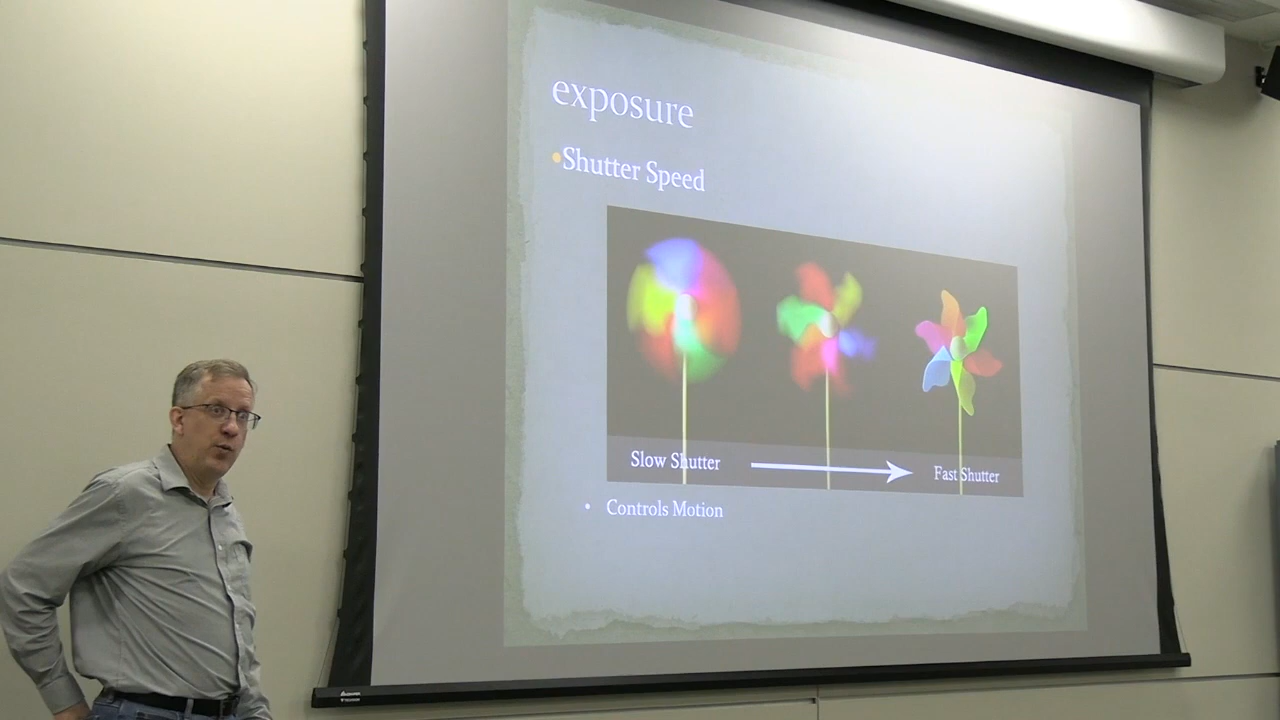 exposure
•Shutter Speed
Slow Shutter
Fast Shutter
• Controls Motion